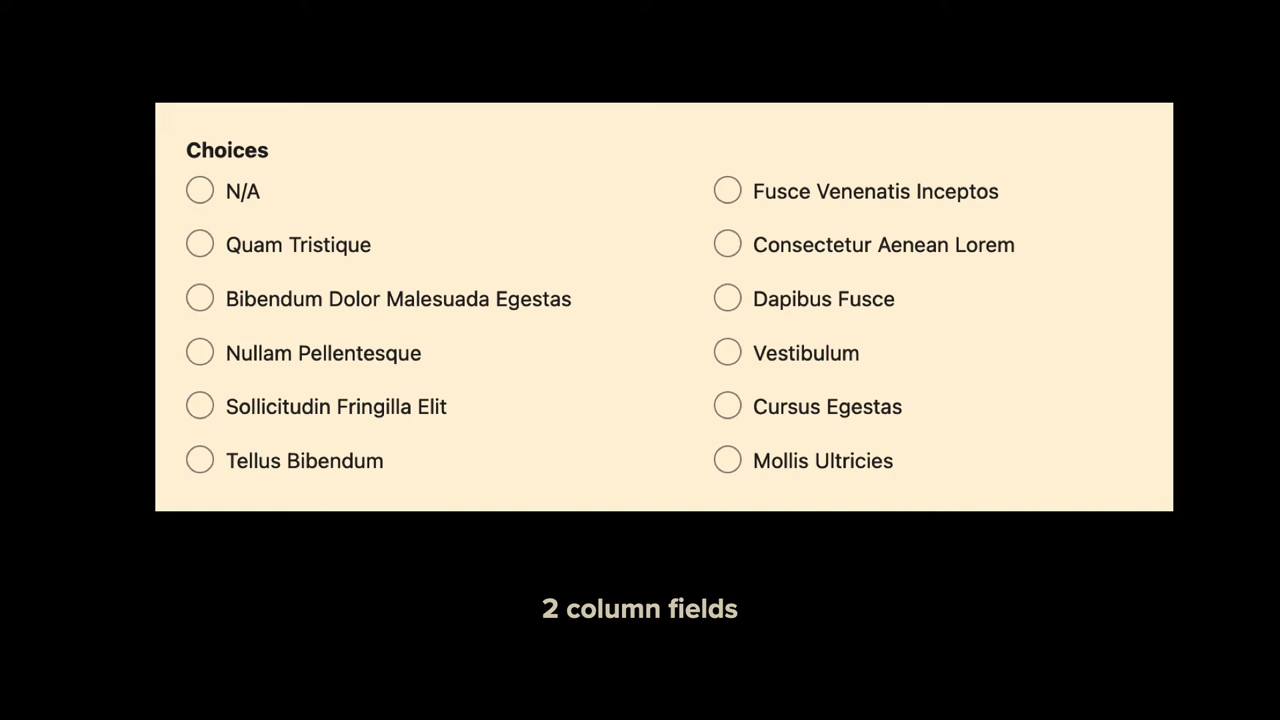 Choices
N/A
Quam Tristique
Bibendum Dolor Malesuada Egestas
Nullam Pellentesque
Sollicitudin Fringilla Elit
Tellus Bibendum
Fusce Venenatis Inceptos
Consectetur Aenean Lorem
Dapibus Fusce
Vestibulum
Cursus Egestas
Mollis Ultricies
2 column fields